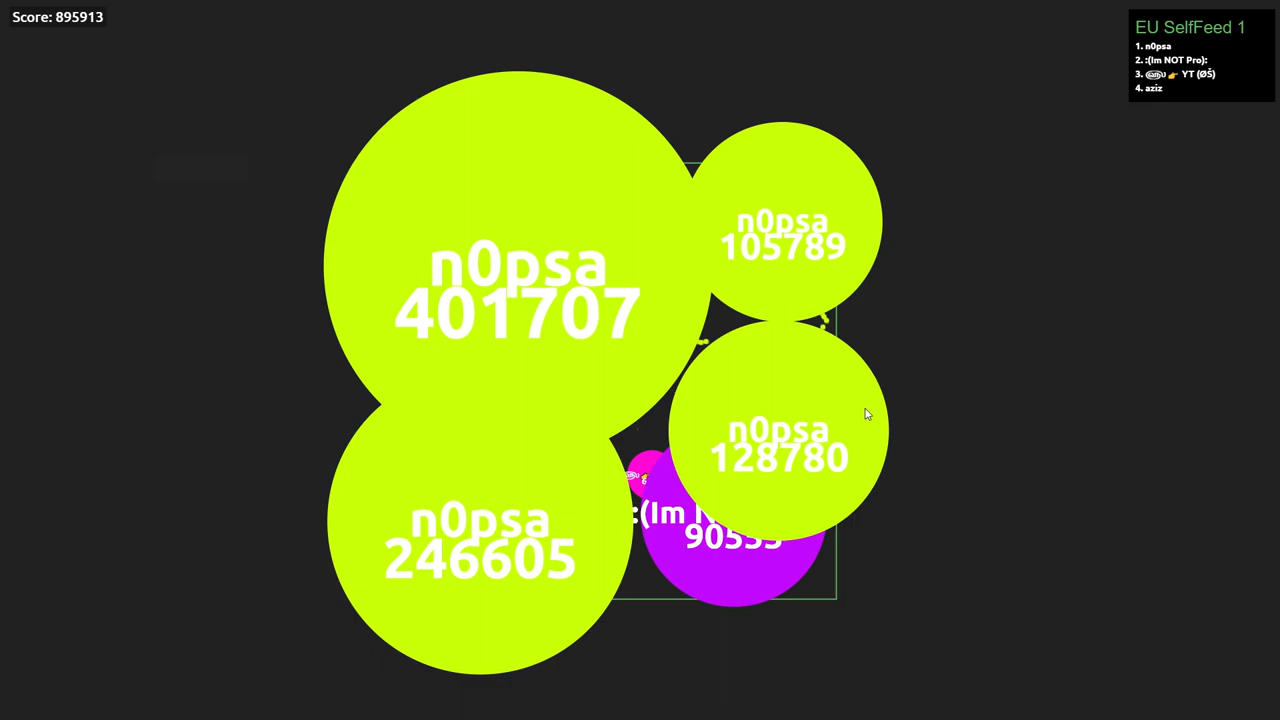 Score: 895913
EU SelfFeed 1
1. n0psa
2. :(Im NOT Pro):
3. 👉 YT (ØŠ)
4. aziz
n0psa
105789
n0psa
401707
n0psa
128780
n0psa
246605
:(Im N